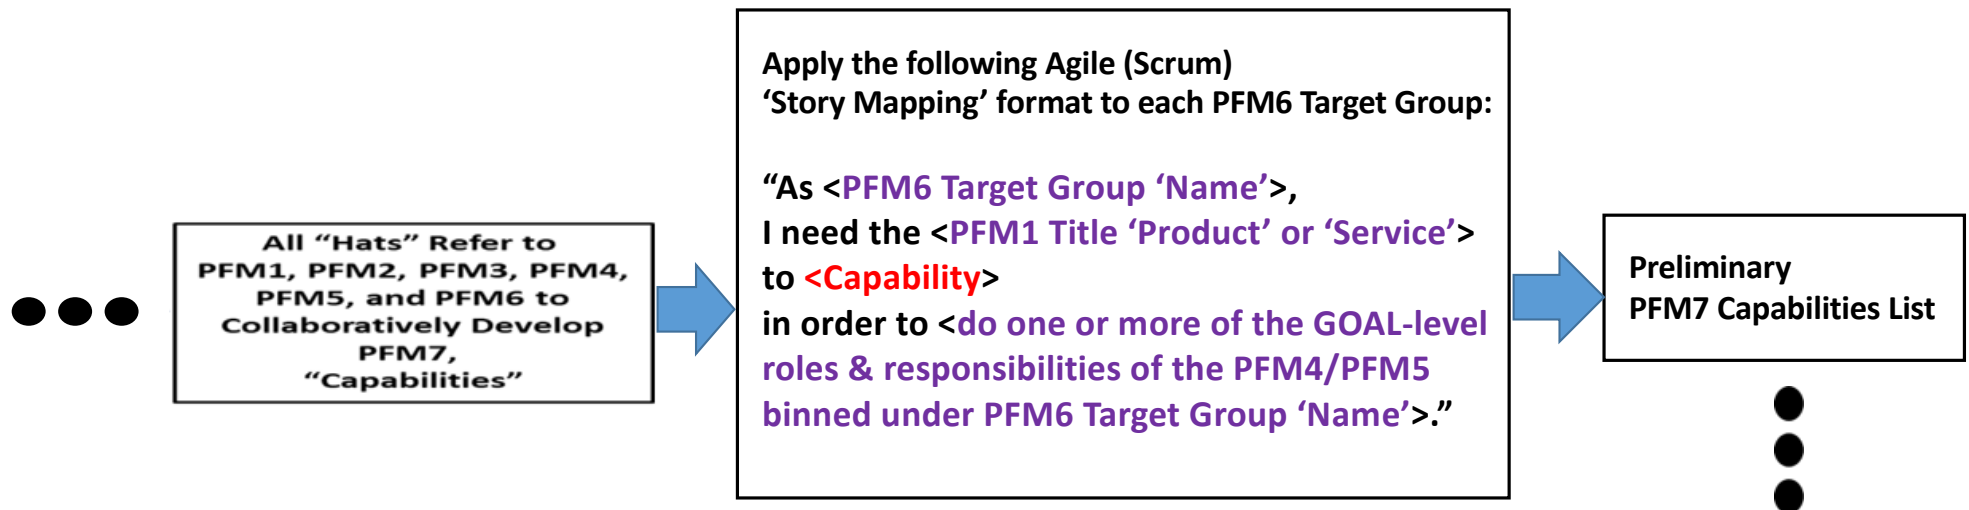 All “Hats” Refer to
PFM1, PFM2, PFM3, PFM4,
PFM5, and PFM6 to
Collaboratively Develop
PFM7,
“Capabilities”
Apply the following Agile (Scrum)
‘Story Mapping’ format to each PFM6 Target Group:
“As <PFM6 Target Group ‘Name’>,
I need the <PFM1 Title ‘Product’ or ‘Service’>
to <Capability>
in order to <do one or more of the GOAL-level
roles & responsibilities of the PFM4/PFM5
binned under PFM6 Target Group ‘Name’>.”
Preliminary
PFM7 Capabilities List